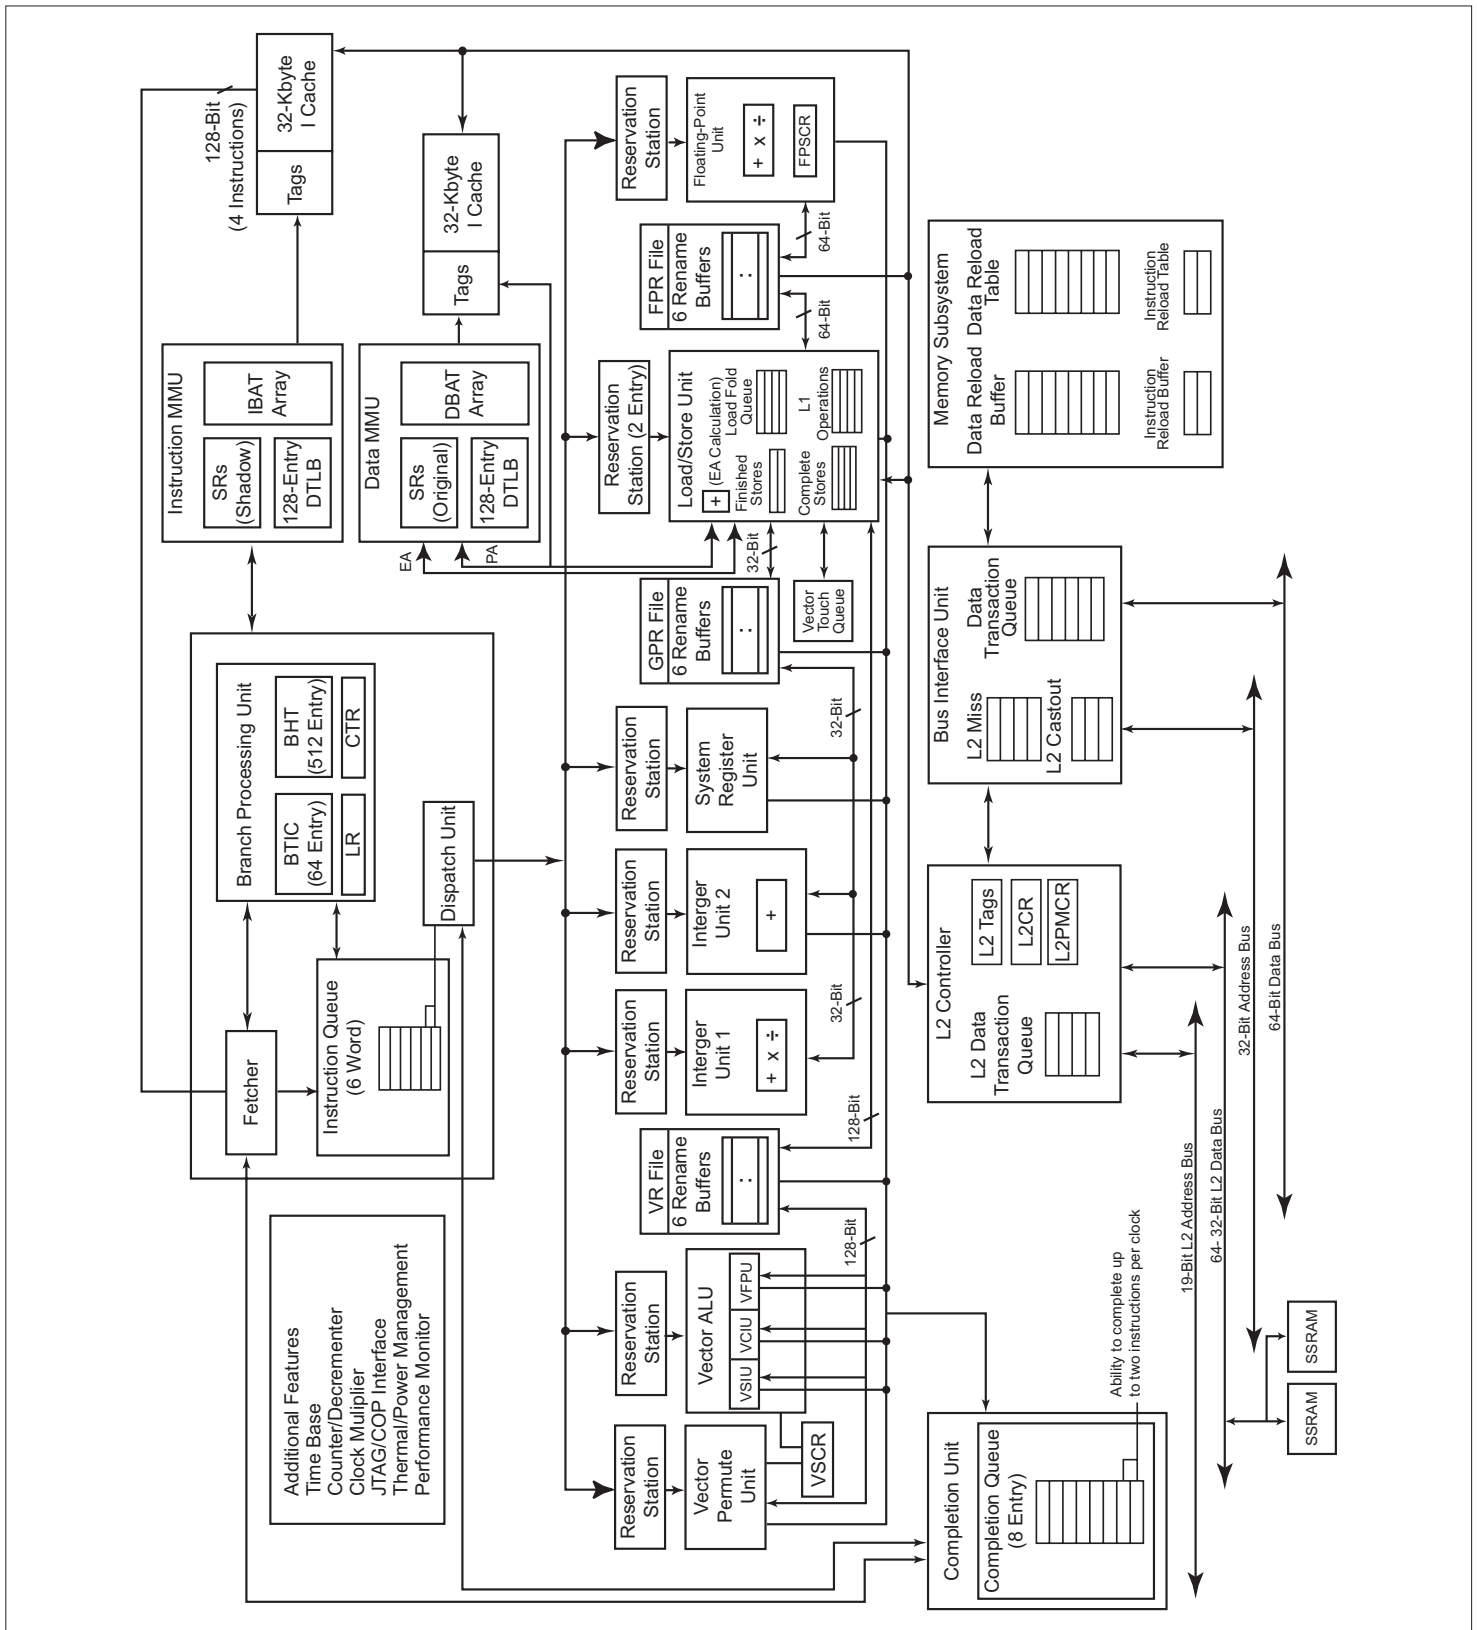 Additional Features
Time Base
Counter/Decrementer
Clock Muliplier
JTAG/COP Interface
Thermal/Power Management
Performance Monitor
Fetcher
Branch Processing Unit
BTIC
(64 Entry)
BHT
(512 Entry)
LR
CTR
Instruction Queue
(6 Word)
Dispatch Unit
Instruction MMU
SRs
(Shadow)
128-Entry
DTLB
IBAT
Array
128-Bit
(4 Instructions)
Tags
32-Kbyte
I Cache
Data MMU
SRs
(Original)
128-Entry
DTLB
DBAT
Array
Tags
32-Kbyte
I Cache
EA
PA
Reservation
Station
Vector
Permute
Unit
VSCR
Reservation
Station
Vector ALU
VSIU
VCIU
VFPU
128-Bit
VR File
6 Rename
Buffers
:
128-Bit
Reservation
Station
Interger
Unit 1
+ x ÷
32-Bit
Reservation
Station
Interger
Unit 2
+
Reservation
Station
System
Register
Unit
32-Bit
GPR File
6 Rename
Buffers
:
32-Bit
Vector
Touch
Queue
Reservation
Station (2 Entry)
Load/Store Unit
+ (EA Calculation)
Load Fold
Queue
Finished
Stores
L1
Operations
Complete
Stores
64-Bit
FPR File
6 Rename
Buffers
:
64-Bit
Reservation
Station
Floating-Point
Unit
+ x ÷
FPSCR
Completion Unit
Completion Queue
(8 Entry)
Ability to complete up
to two instructions per clock
L2 Controller
L2 Data
Transaction
Queue
L2 Tags
L2CR
L2PMCR
Bus Interface Unit
L2 Miss
L2 Castout
Data
Transaction
Queue
Memory Subsystem
Data Reload
Buffer
Data Reload
Table
Instruction
Reload Buffer
Instruction
Reload Table
19-Bit L2 Address Bus
64- 32-Bit L2 Data Bus
32-Bit Address Bus
64-Bit Data Bus
SSRAM
SSRAM